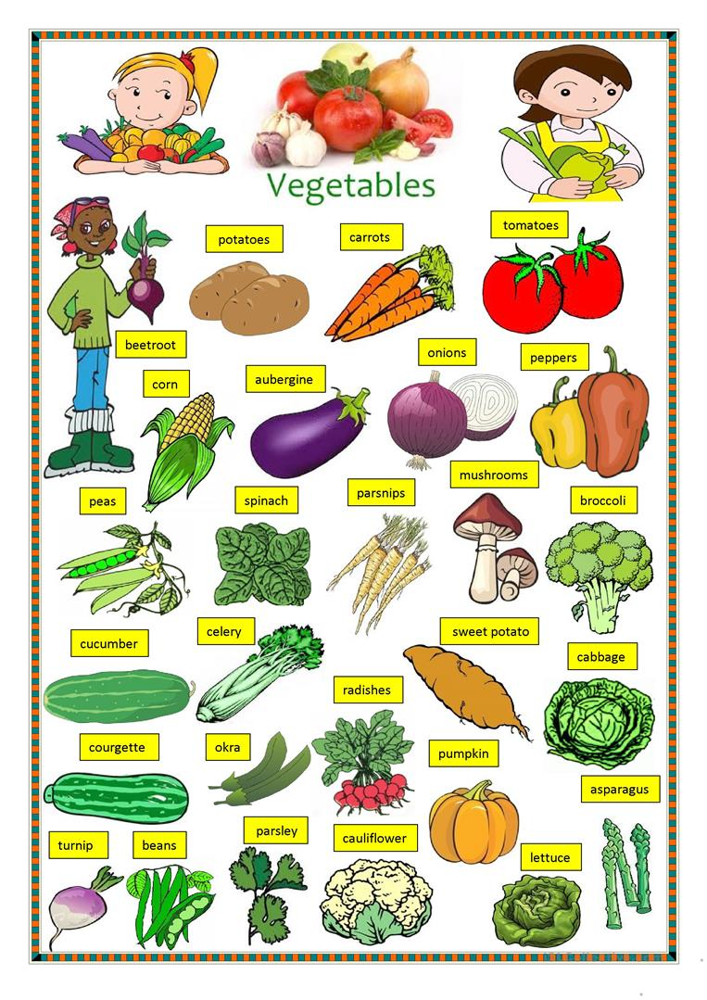 Vegetables
potatoes
carrots
tomatoes
beetroot
corn
aubergine
onions
peppers
peas
spinach
parsnips
mushrooms
broccoli
cucumber
celery
sweet potato
cabbage
radishes
courgette
okra
pumpkin
asparagus
turnip
beans
parsley
cauliflower
lettuce